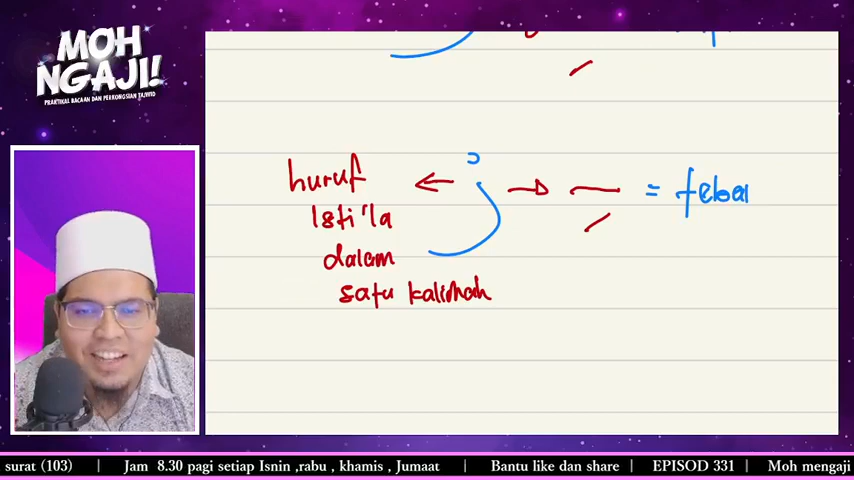 MOH
NGAJI!
PRAKTIKAL BACAAN DAN PERKONGSIAN TAJWID
huruf ← رْ → ـِ = tebal
Isti'la
dalam
satu kalimah
surat (103) | Jam 8.30 pagi setiap Isnin ,rabu , khamis , Jumaat | Bantu like dan share | EPISOD 331 | Moh mengaji